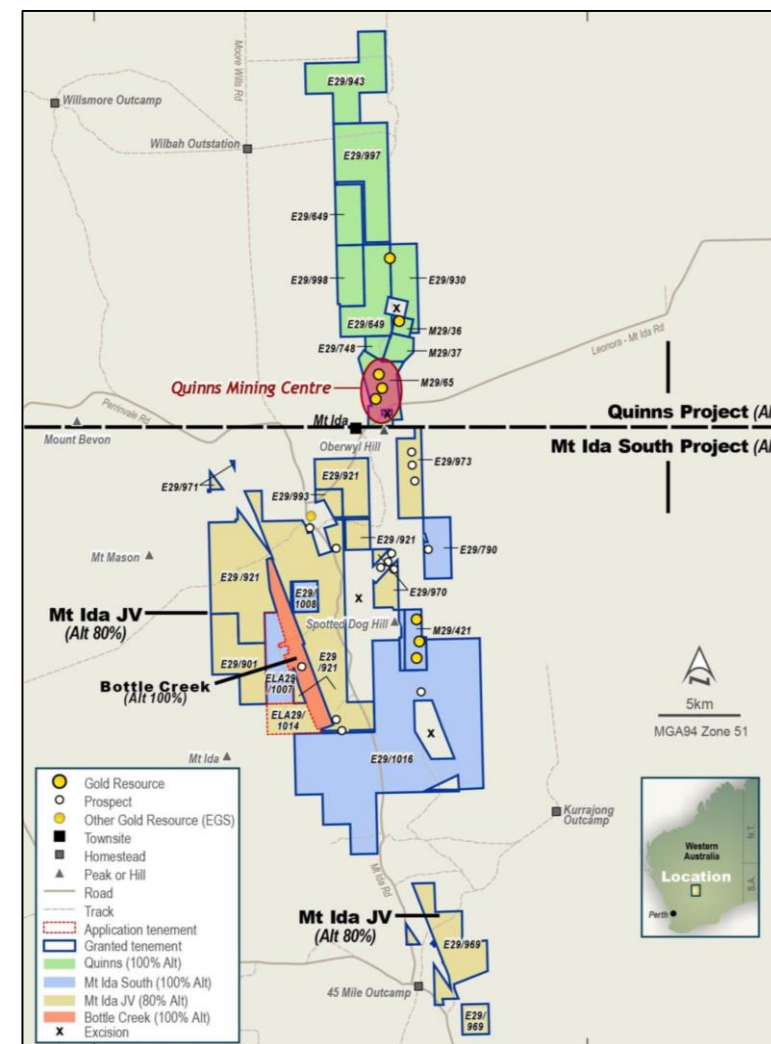 E29/943
Moore Wills Rd
Willsmore Outcamp
Wilbah Outstation
E29/997
E29/649
E29/998
E29/930
X
E29/649
M29/36
E29/748
M29/37
Leonora - Mt Ida Rd
Quinns Mining Centre
M29/65
X
Perrinvale Rd
Quinns Project (Al
Mt Ida
Mount Bevon
Oberwyl Hill
Mt Ida South Project (Al
E29/921
E29/973
E29/971
E29/993
E29/921
E29/790
Mt Mason
E29/921
E29/970
X
E29/
1008
Mt Ida JV
(Alt 80%)
Spotted Dog Hill
M29/421
E29/901
E29
/921
Bottle Creek
(Alt 100%)
ELA29
/1007
5km
MGA94 Zone 51
ELA29/
1014
X
Mt Ida
E29/1016
Gold Resource
Prospect
Other Gold Resource (EGS)
Townsite
Homestead
Peak or Hill
Road
Track
Application tenement
Granted tenement
Quinns (100% Alt)
Mt Ida South (100% Alt)
Mt Ida JV (80% Alt)
Bottle Creek (100% Alt)
X Excision
Kurrajong
Outcamp
Mt Ida Rd
Mt Ida JV
(Alt 80%)
E29/969
45 Mile Outcamp
E29/
969
Western
Australia
N.T.
Location
S.A.
Perth